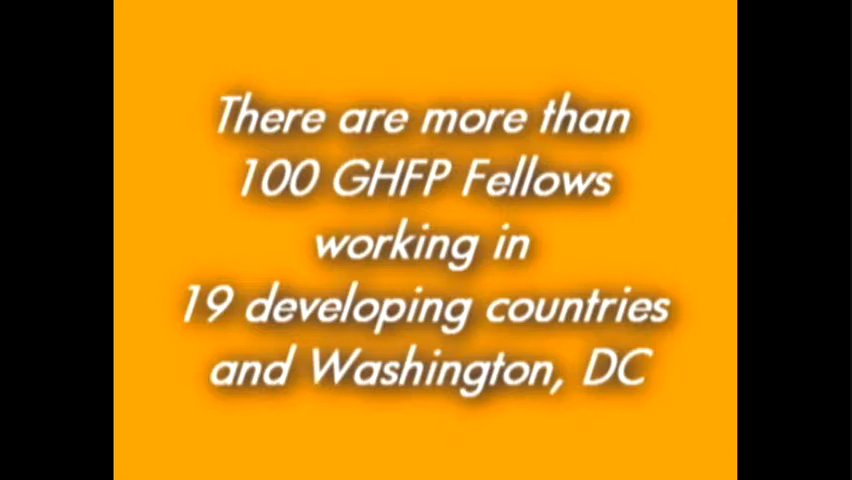 There are more than
100 GHFP Fellows
working in
19 developing countries
and Washington, DC